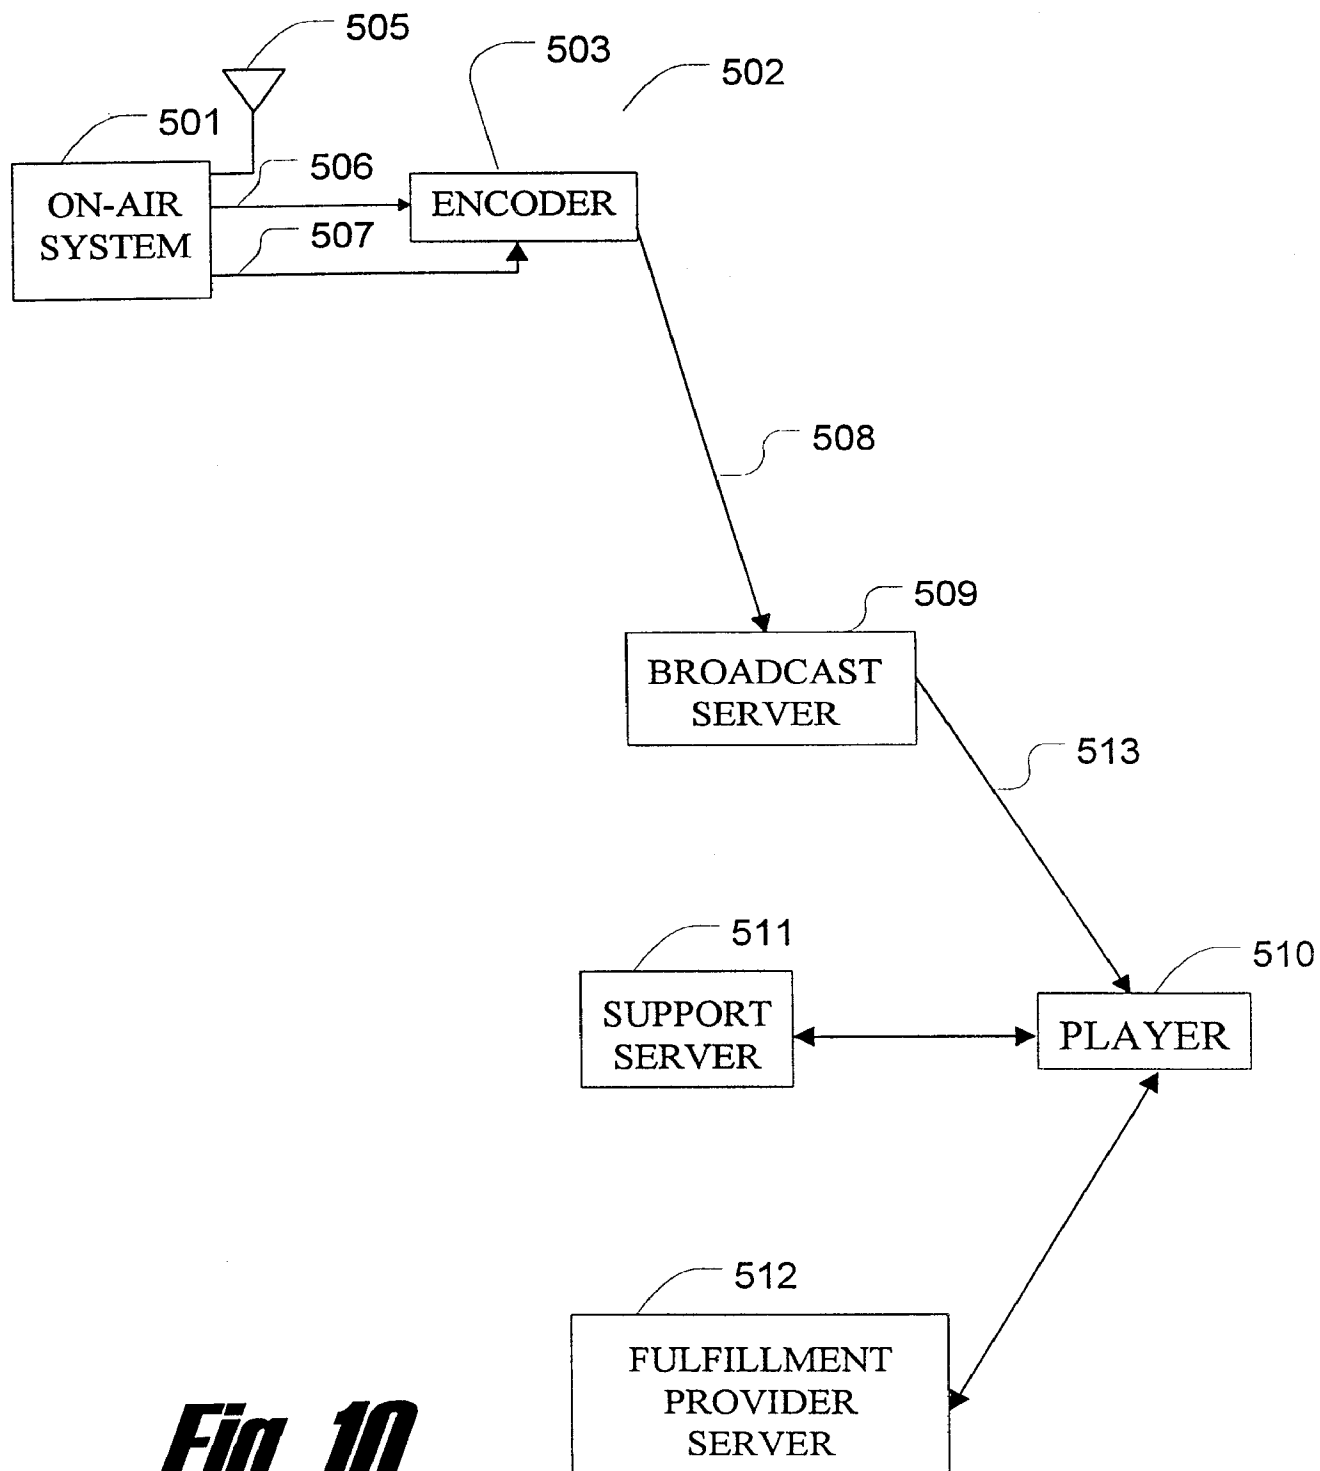 505
503
502
501
506
ON-AIR
SYSTEM
ENCODER
507
508
509
BROADCAST
SERVER
513
511
510
SUPPORT
SERVER
PLAYER
512
FULFILLMENT
PROVIDER
SERVER
Fig 10